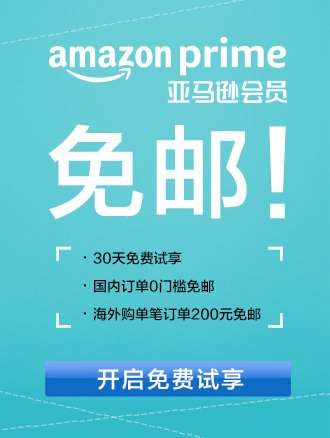 amazon prime
亚马逊会员
免邮！
· 30天免费试享
· 国内订单0门槛免邮
· 海外购单笔订单200元免邮
开启免费试享